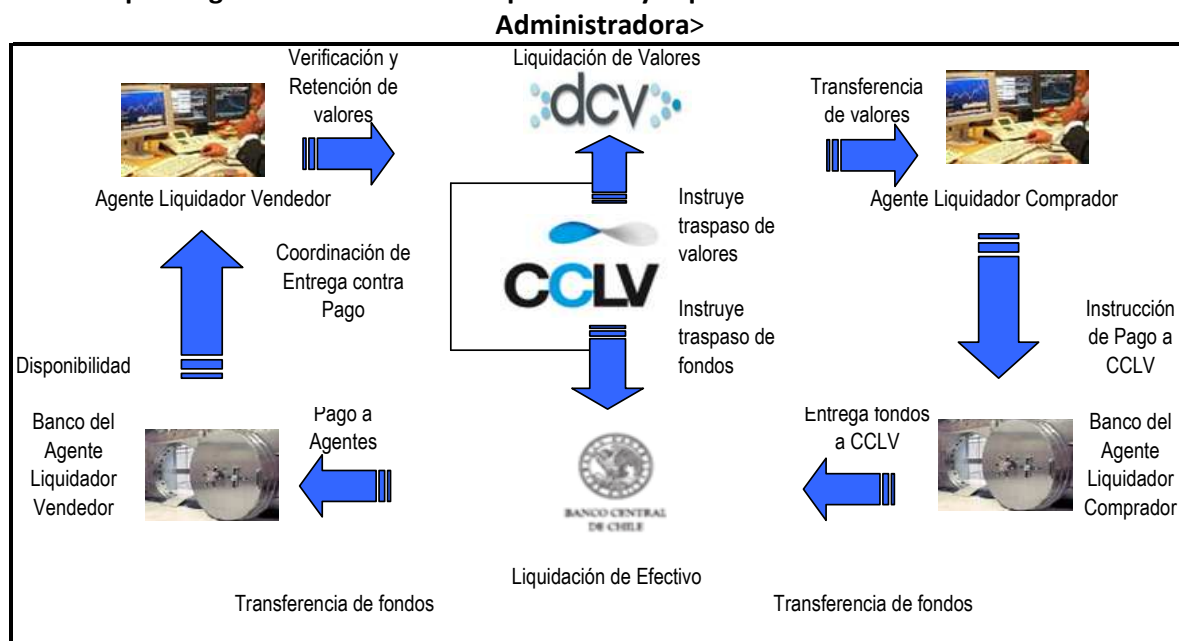 Administradora>
Verificación y
Retención de
valores
Liquidación de Valores
dcv
Transferencia
de valores
Agente Liquidador Vendedor
Agente Liquidador Comprador
Instruye
traspaso de
valores
Coordinación de
Entrega contra
Pago
CCLV
Instruye
traspaso de
fondos
Instrucción
de Pago a
CCLV
Disponibilidad
Banco del
Agente
Liquidador
Vendedor
Pago a
Agentes
BANCO CENTRAL
DE CHILE
Entrega fondos
a CCLV
Banco del
Agente
Liquidador
Comprador
Liquidación de Efectivo
Transferencia de fondos
Transferencia de fondos